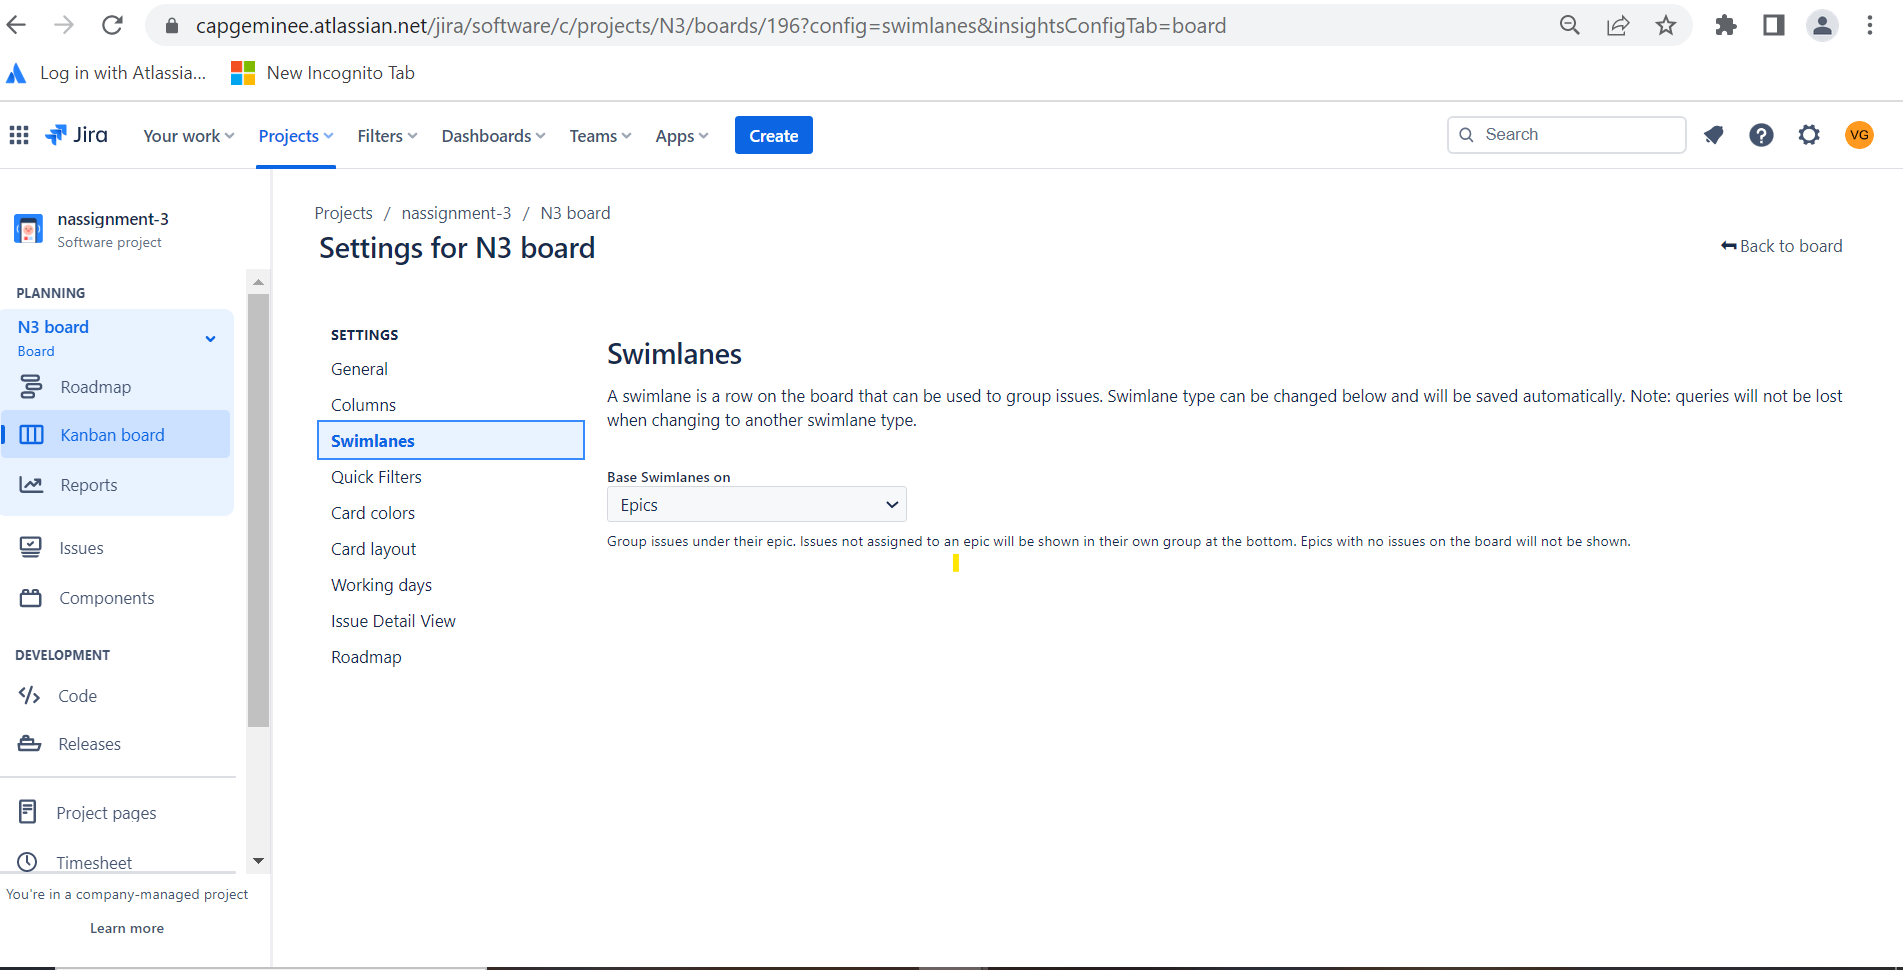 capgeminee.atlassian.net/jira/software/c/projects/N3/boards/196?config=swimlanes&insightsConfigTab=board
Log in with Atlassia... New Incognito Tab
Jira Your work Projects Filters Dashboards Teams Apps Create Search VG
nassignment-3
Software project
PLANNING
N3 board
Board
Roadmap
Kanban board
Reports
Issues
Components
DEVELOPMENT
Code
Releases
Project pages
Timesheet
You're in a company-managed project
Learn more
Projects / nassignment-3 / N3 board
Settings for N3 board
Back to board
SETTINGS
General
Columns
Swimlanes
Quick Filters
Card colors
Card layout
Working days
Issue Detail View
Roadmap
Swimlanes
A swimlane is a row on the board that can be used to group issues. Swimlane type can be changed below and will be saved automatically. Note: queries will not be lost
when changing to another swimlane type.
Base Swimlanes on
Epics
Group issues under their epic. Issues not assigned to an epic will be shown in their own group at the bottom. Epics with no issues on the board will not be shown.